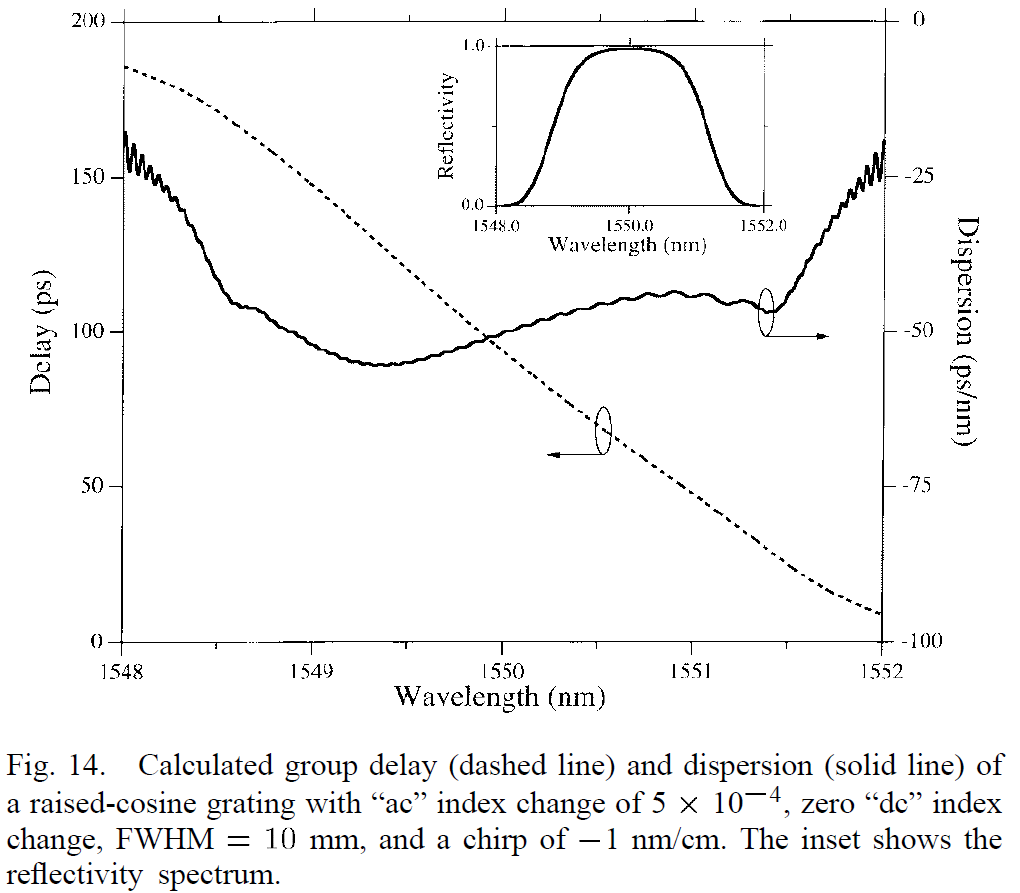 200
150
100
50
0
Delay (ps)
1548
1549
1550
1551
1552
Wavelength (nm)
0
-25
-50
-75
-100
Dispersion (ps/nm)
1.0
0.0
Reflectivity
1548.0
1550.0
1552.0
Wavelength (nm)
Fig. 14. Calculated group delay (dashed line) and dispersion (solid line) of
a raised-cosine grating with “ac” index change of 5 × 10−4, zero “dc” index
change, FWHM = 10 mm, and a chirp of −1 nm/cm. The inset shows the
reflectivity spectrum.